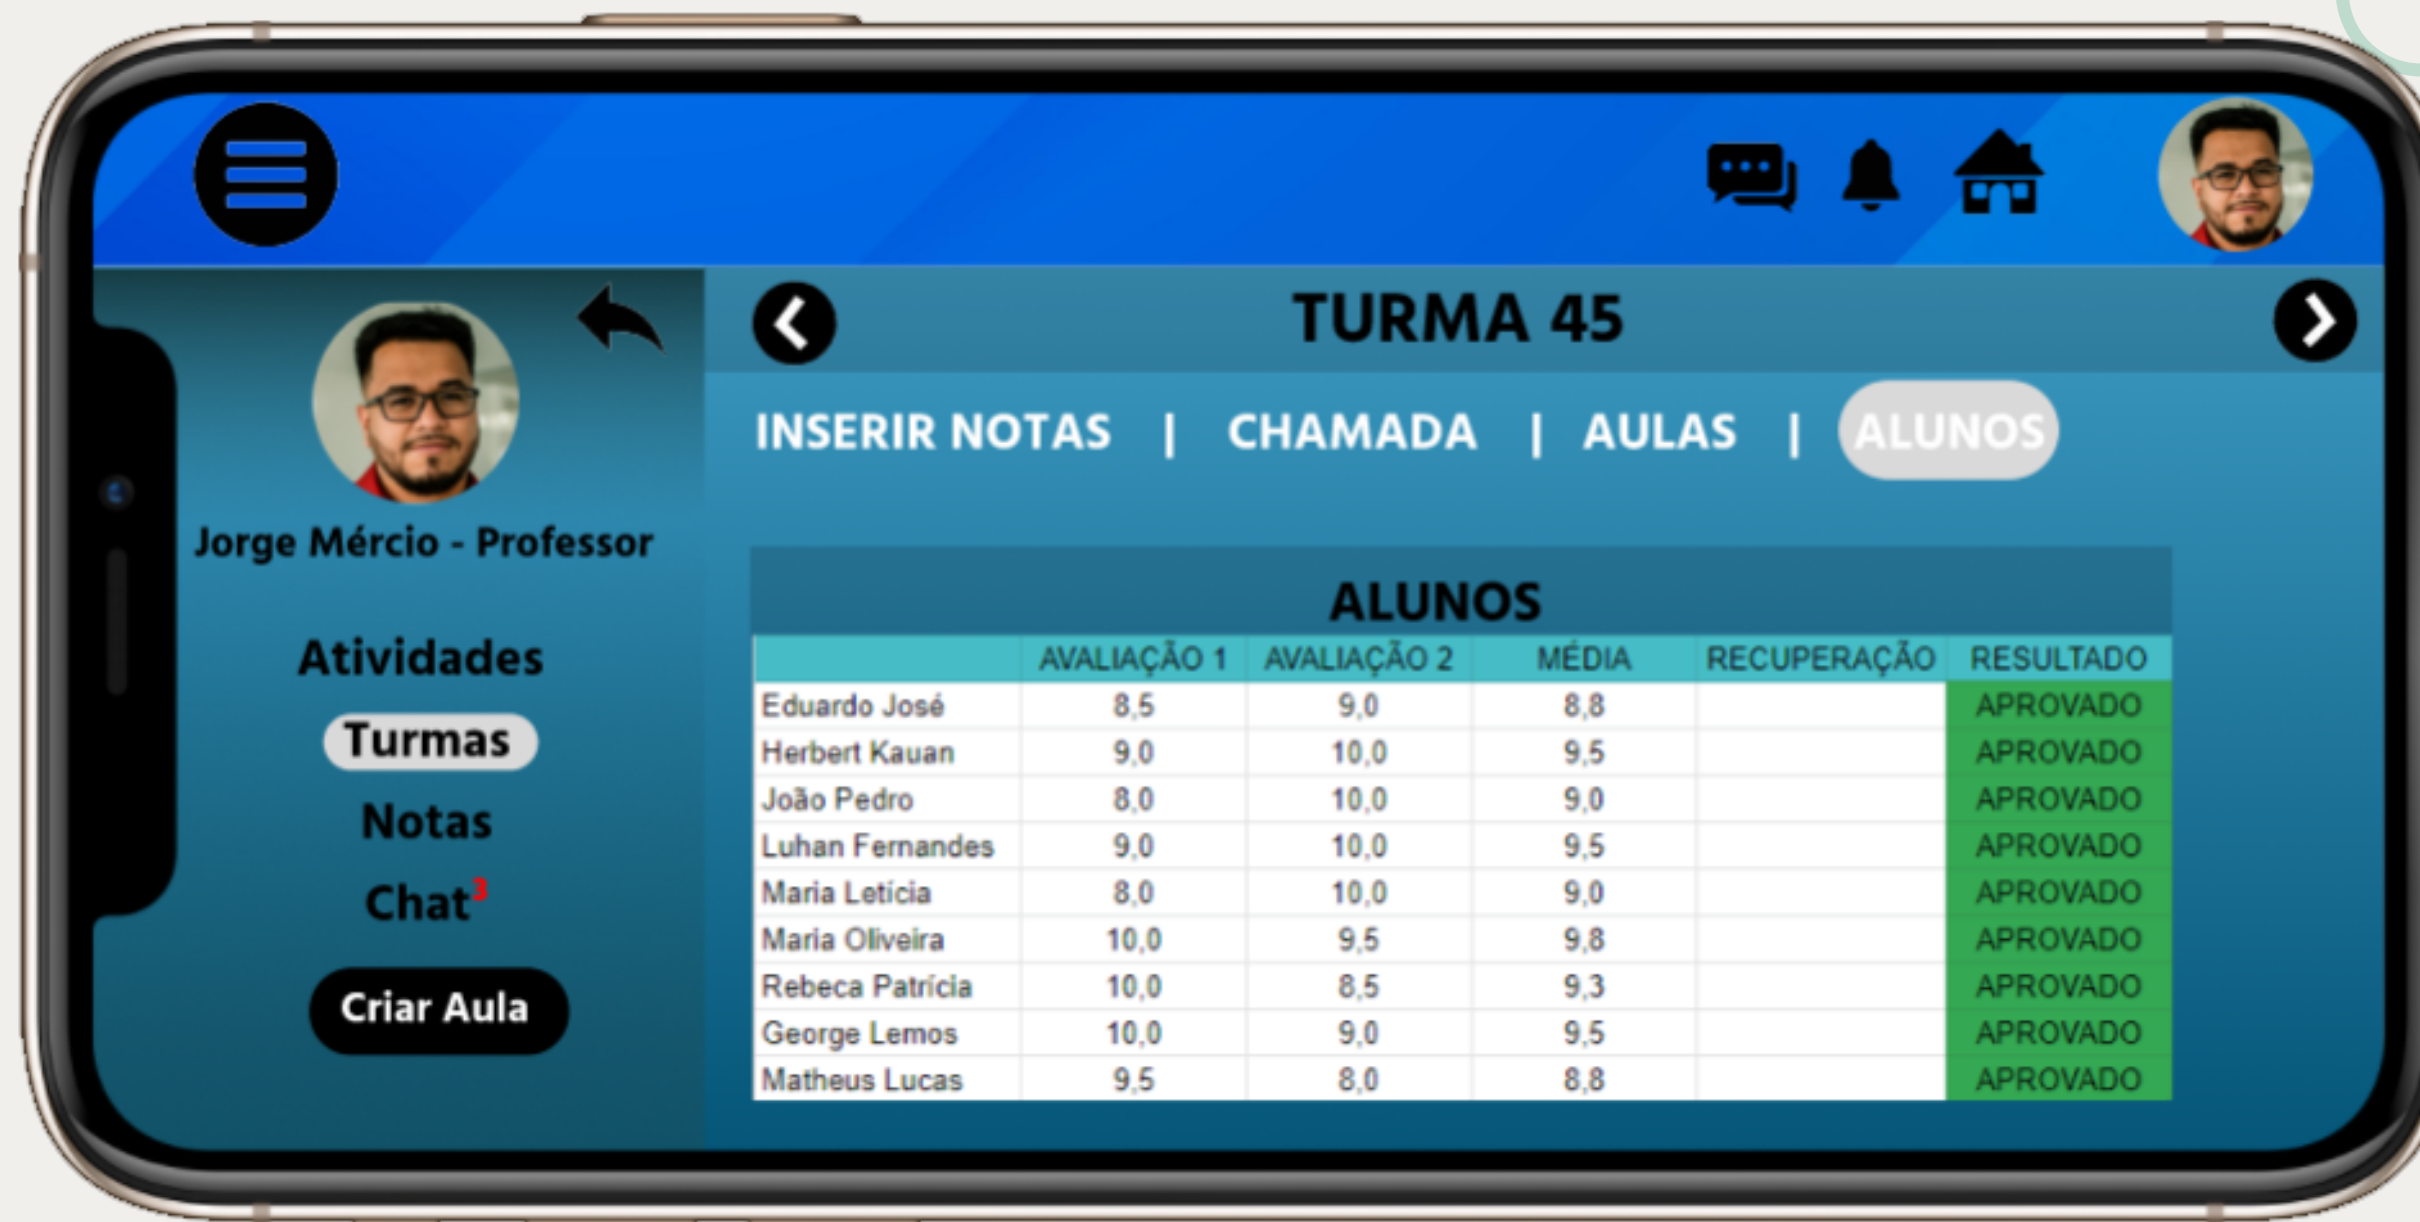 TURMA 45
INSERIR NOTAS | CHAMADA | AULAS | ALUNOS
Jorge Mércio - Professor
Atividades
Turmas
Notas
Chat3
Criar Aula
ALUNOS
AVALIAÇÃO 1 AVALIAÇÃO 2 MÉDIA RECUPERAÇÃO RESULTADO
Eduardo José 8,5 9,0 8,8 APROVADO
Herbert Kauan 9,0 10,0 9,5 APROVADO
João Pedro 8,0 10,0 9,0 APROVADO
Luhan Fernandes 9,0 10,0 9,5 APROVADO
Maria Letícia 8,0 10,0 9,0 APROVADO
Maria Oliveira 10,0 9,5 9,8 APROVADO
Rebeca Patrícia 10,0 8,5 9,3 APROVADO
George Lemos 10,0 9,0 9,5 APROVADO
Matheus Lucas 9,5 8,0 8,8 APROVADO